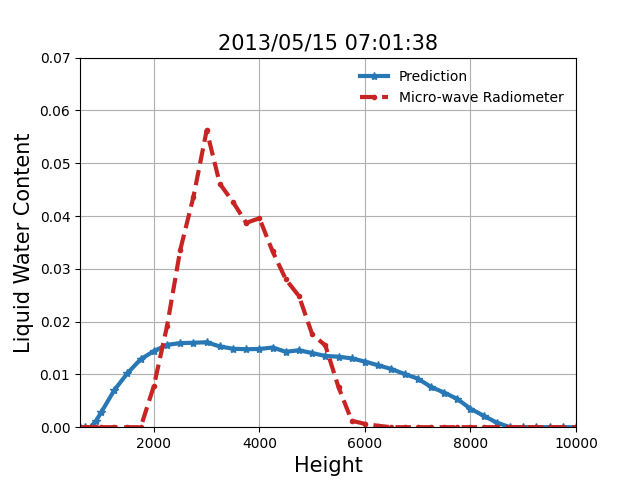 2013/05/15 07:01:38
Prediction
Micro-wave Radiometer
Liquid Water Content
0.07
0.06
0.05
0.04
0.03
0.02
0.01
0.00
2000 4000 6000 8000 10000
Height